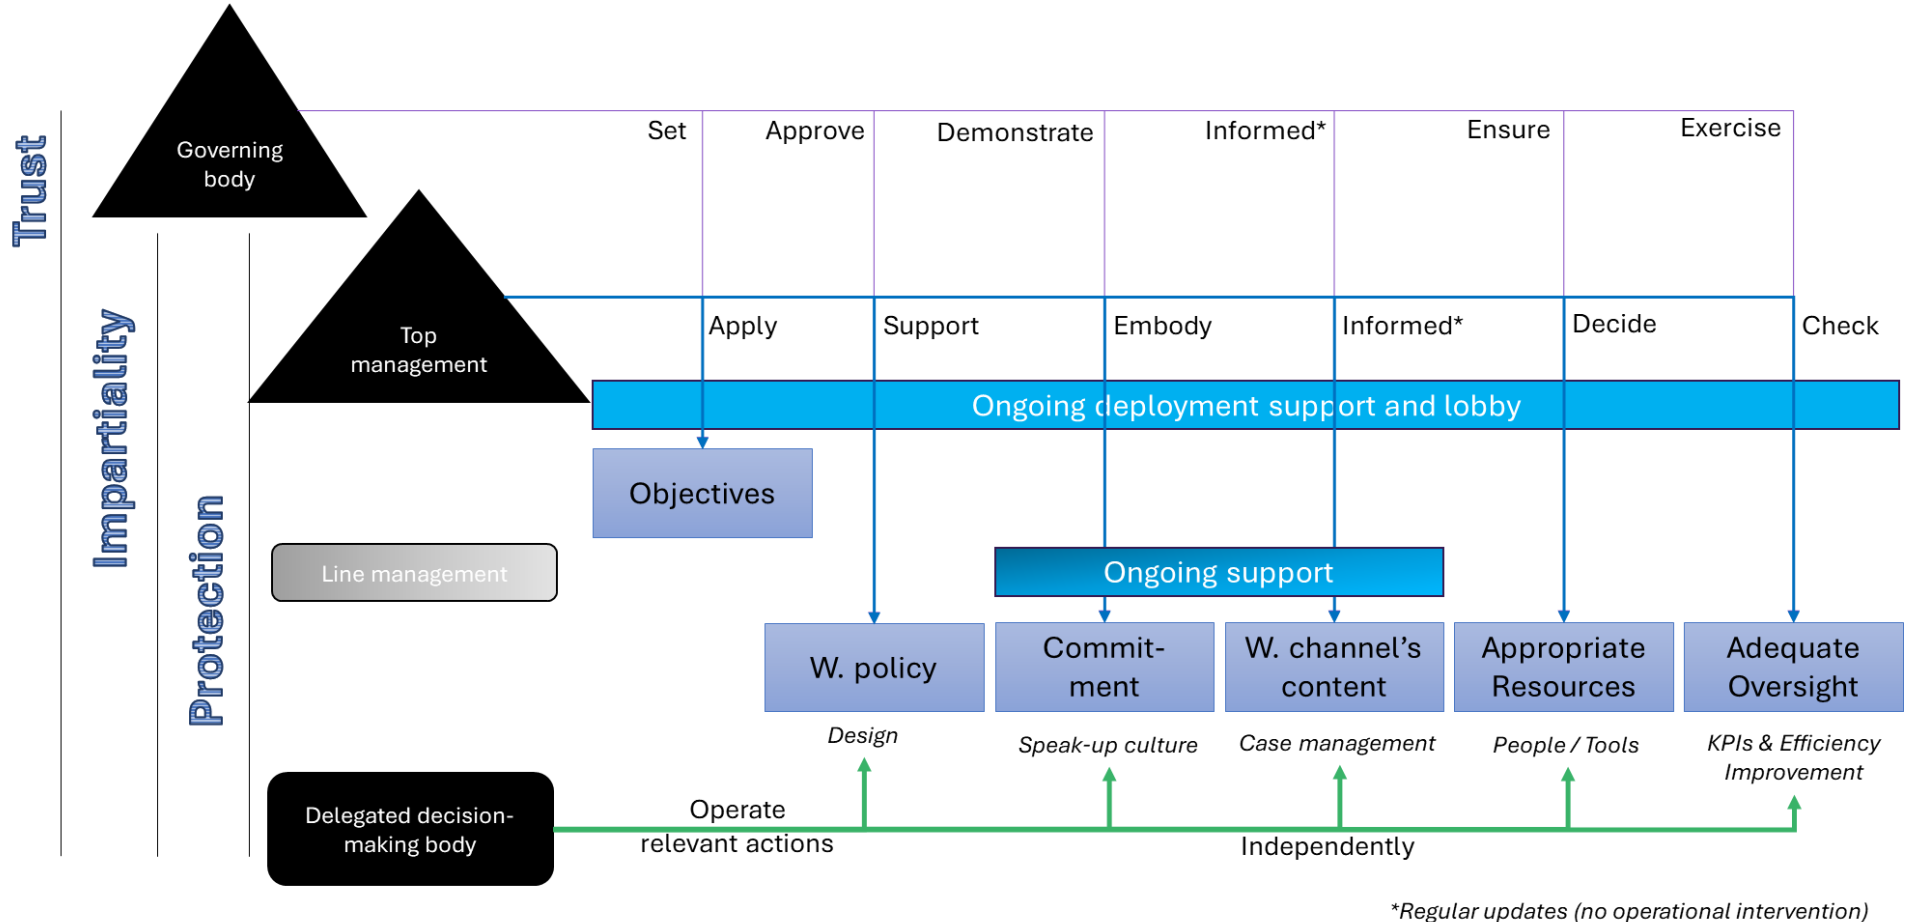 Trust
Impartiality
Protection
Governing
body
Set
Approve
Demonstrate
Informed*
Ensure
Exercise
Top
management
Apply
Support
Embody
Informed*
Decide
Check
Ongoing deployment support and lobby
Objectives
Line management
Ongoing support
W. policy
Commit-
ment
W. channel's
content
Appropriate
Resources
Adequate
Oversight
Design
Speak-up culture
Case management
People / Tools
KPIs & Efficiency
Improvement
Delegated decision-
making body
Operate
relevant actions
Independently
*Regular updates (no operational intervention)